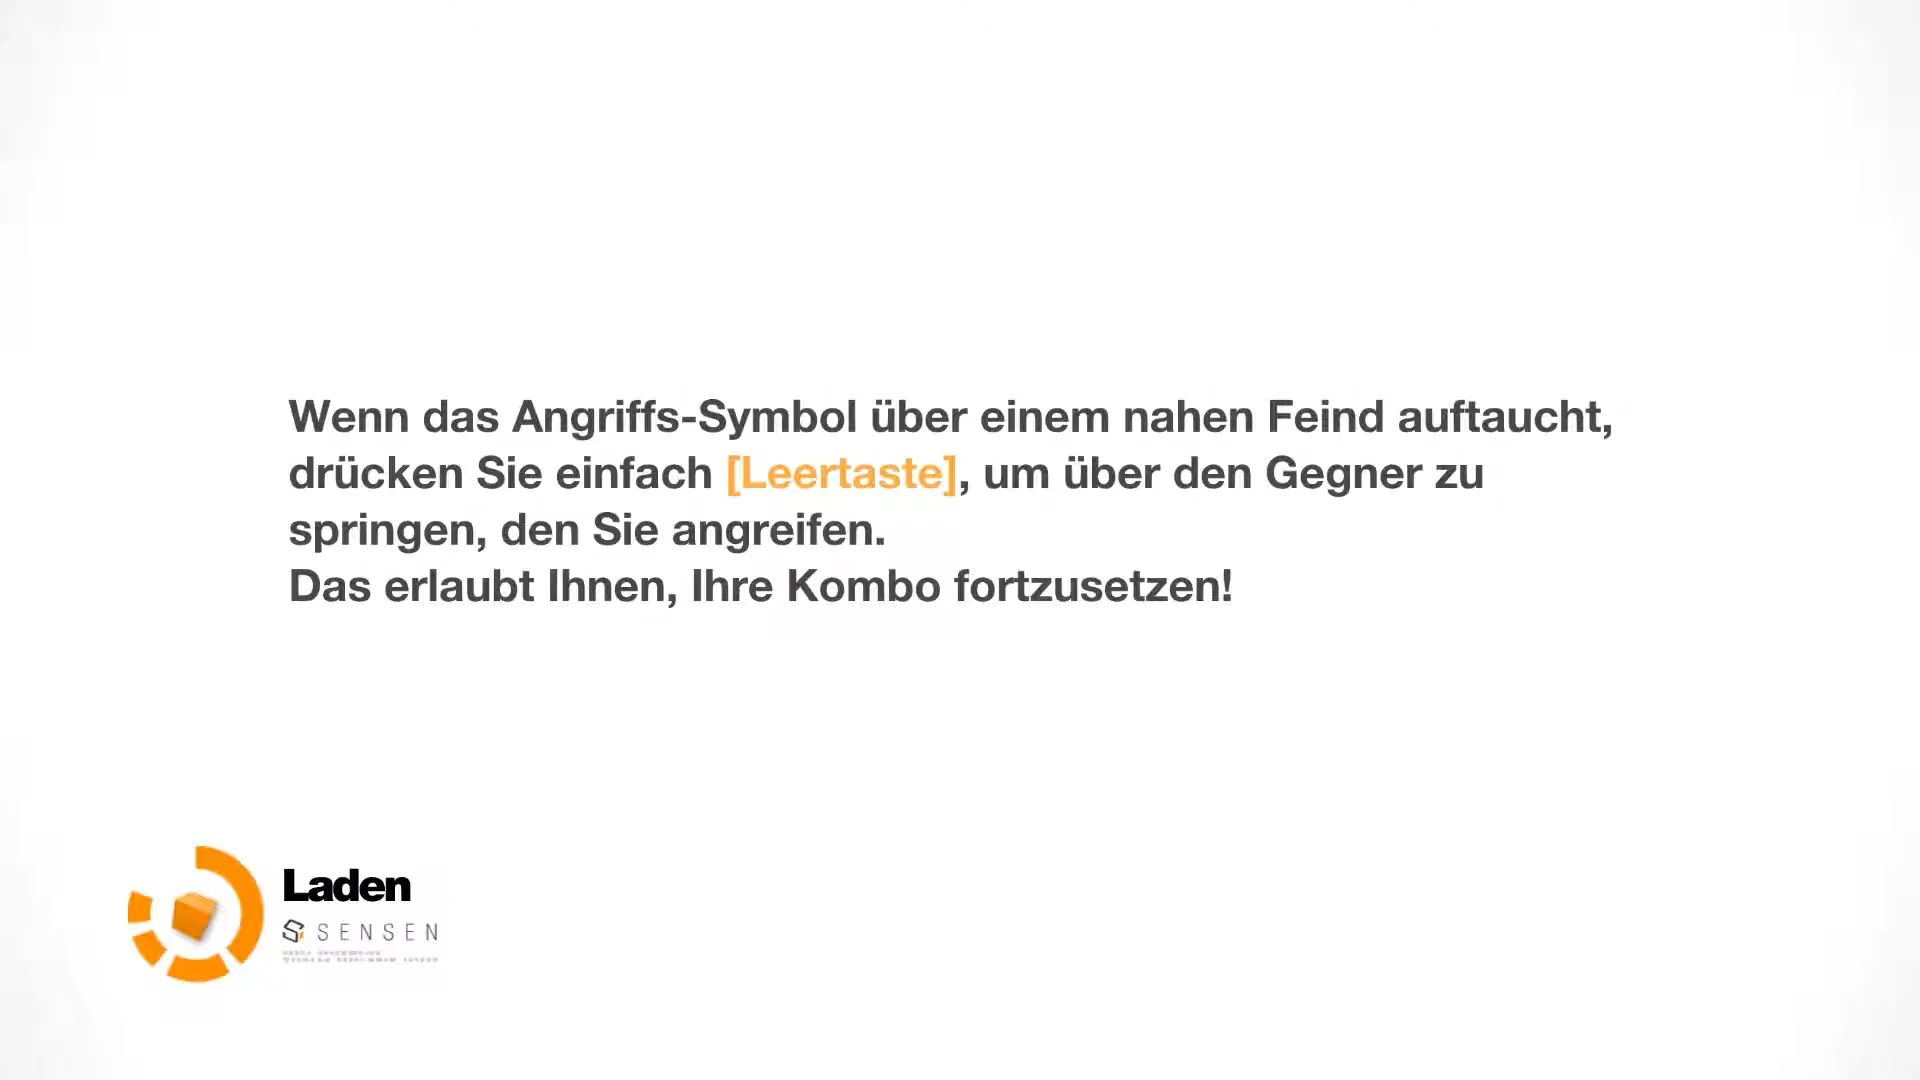 Wenn das Angriffs-Symbol über einem nahen Feind auftaucht,
drücken Sie einfach [Leertaste], um über den Gegner zu
springen, den Sie angreifen.
Das erlaubt Ihnen, Ihre Kombo fortzusetzen!
Laden
SENSEN